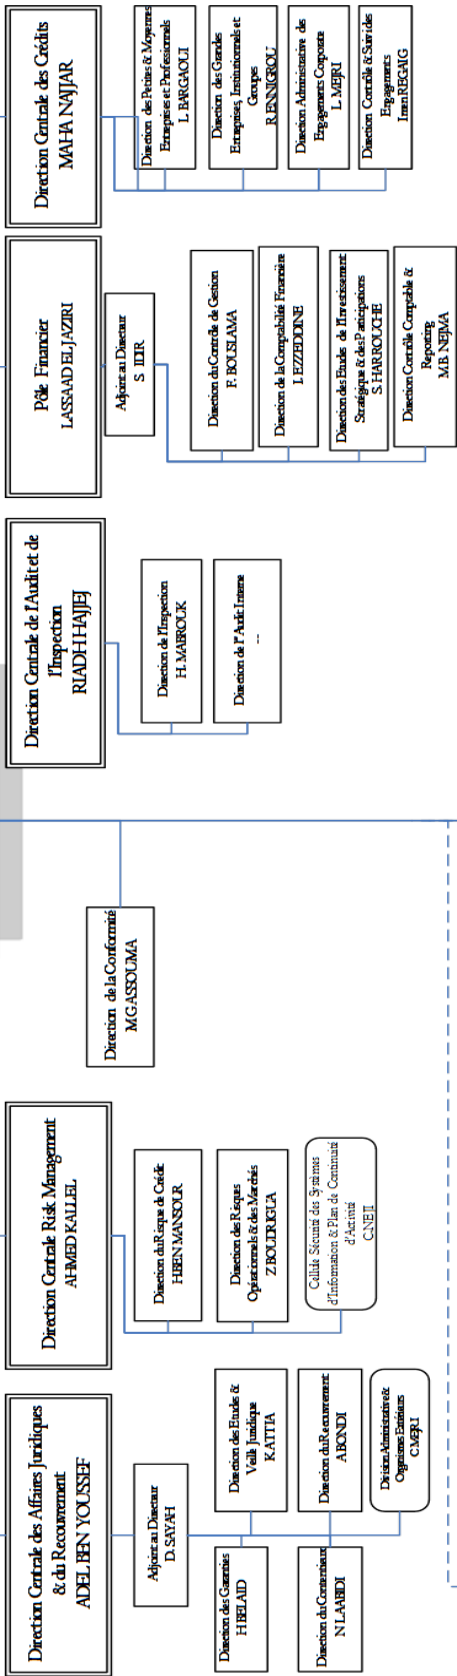 Direction Centrale des Affaires Juridiques
& du Recouvrement
ADEL BEN YOUSSEF
Adjoint au Directeur
D. SAYAH
Direction des Garanties
H BELAID
Direction des Etudes &
Veille Juridique
K ATTIA
Direction du Contentieux
N LAABIDI
Direction du Recouvrement
A BONDI
Division Administrative &
Organismes Extérieurs
C MEJRI
Direction Centrale Risk Management
AHMED KALLEL
Direction du Risque de Crédit
H BEN MANSOUR
Direction des Risques
Opérationnels & des Marchés
Z BOUDRIGUA
Cellule Sécurité des Systèmes
d'Information & Plan de Continuité
d'Activité
C NEJI
Direction de la Conformité
M GASSOUMA
Direction Centrale de l'Audit et de
l'Inspection
RIADH HAJJEJ
Direction de l'Inspection
H. MABROUK
Direction de l'Audit Interne
--
Pôle Financier
LASSAAD EL JAZIRI
Adjoint au Directeur
S JLIDIR
Direction du Contrôle de Gestion
F. BOUSLAMA
Direction de la Comptabilité Financière
I. EZZEDDINE
Direction des Etudes de l'Investissement
Stratégique & des Participations
S. HARROUCHE
Direction Contrôle Comptable &
Reporting
M.B. NEJMA
Direction Centrale des Crédits
MAHA NAJJAR
Direction des Petites & Moyennes
Entreprises et Professionnels
L BARGAOUI
Direction des Grandes
Entreprises, Institutionnels et
Groupes
R ENNIGROU
Direction Administrative des
Engagements Corporate
L. MEJRI
Direction Contrôle & Suivi des
Engagements
Imen REGAIG